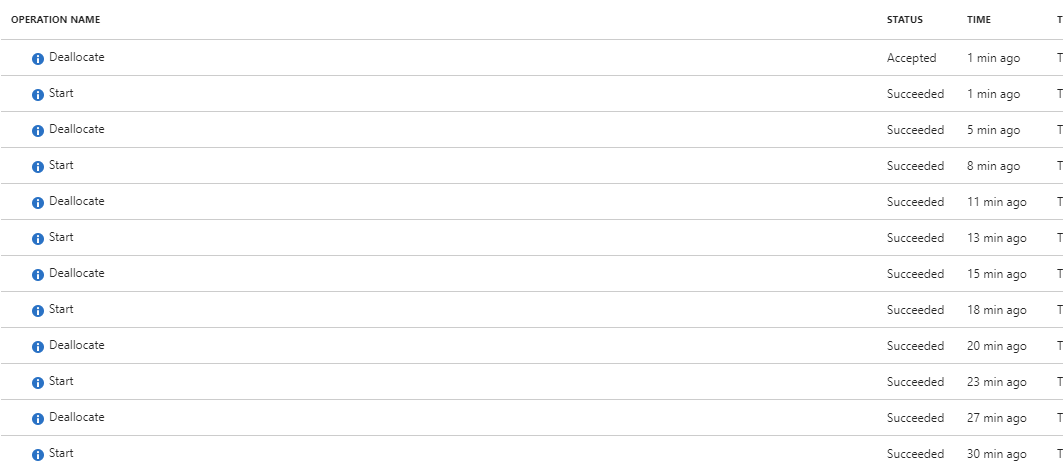 OPERATION NAME STATUS TIME T
Deallocate Accepted 1 min ago T
Start Succeeded 1 min ago T
Deallocate Succeeded 5 min ago T
Start Succeeded 8 min ago T
Deallocate Succeeded 11 min ago T
Start Succeeded 13 min ago T
Deallocate Succeeded 15 min ago T
Start Succeeded 18 min ago T
Deallocate Succeeded 20 min ago T
Start Succeeded 23 min ago T
Deallocate Succeeded 27 min ago T
Start Succeeded 30 min ago T